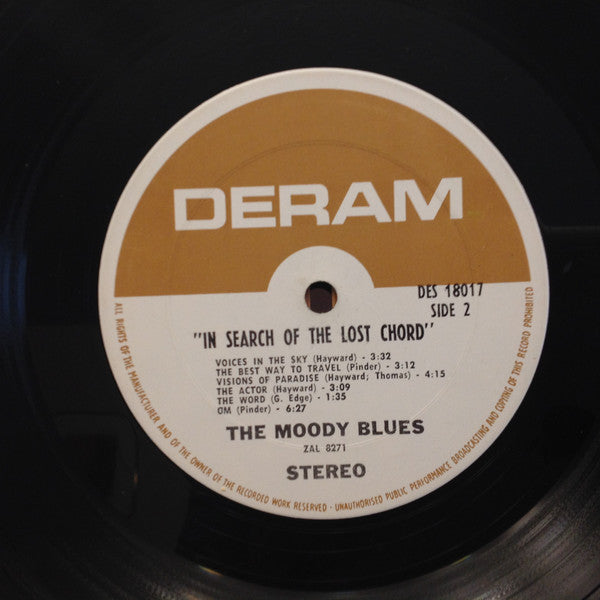 DERAM
DES 18017
SIDE 2
"IN SEARCH OF THE LOST CHORD"
VOICES IN THE SKY (Hayward) - 3:32
THE BEST WAY TO TRAVEL (Pinder) - 3:12
VISIONS OF PARADISE (Hayward; Thomas) - 4:15
THE ACTOR (Hayward) - 3:09
THE WORD (G. Edge) - 1:35
OM (Pinder) - 6:27
THE MOODY BLUES
ZAL 8271
STEREO
ALL RIGHTS OF THE MANUFACTURER AND OF THE OWNER OF THE RECORDED WORK RESERVED - UNAUTHORISED PUBLIC PERFORMANCE BROADCASTING AND COPYING OF THIS RECORD PROHIBITED